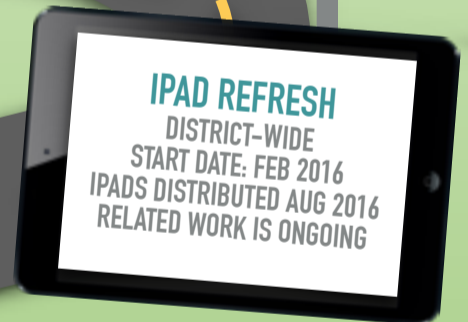 IPAD REFRESH
DISTRICT-WIDE
START DATE: FEB 2016
IPADS DISTRIBUTED AUG 2016
RELATED WORK IS ONGOING